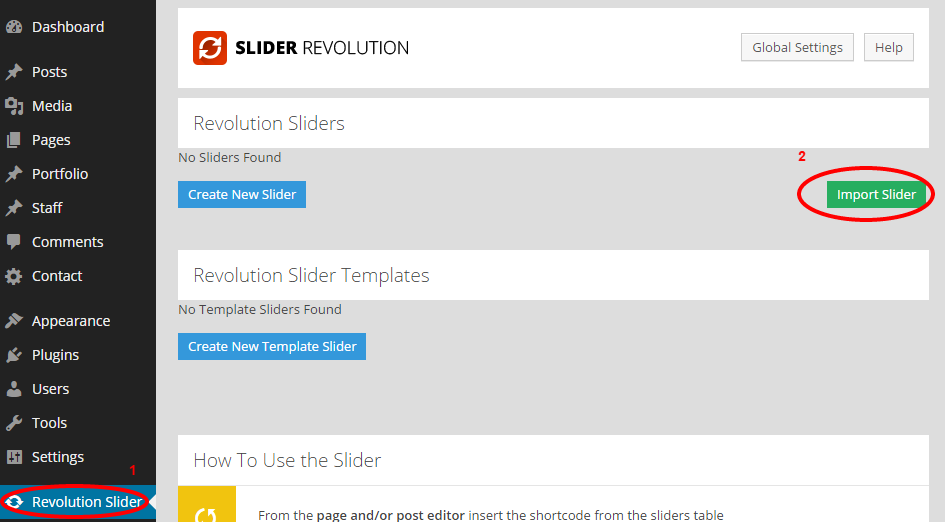 Dashboard
Posts
Media
Pages
Portfolio
Staff
Comments
Contact
Appearance
Plugins
Users
Tools
Settings
1
Revolution Slider
SLIDER REVOLUTION
Global Settings
Help
Revolution Sliders
No Sliders Found
2
Create New Slider
Import Slider
Revolution Slider Templates
No Template Sliders Found
Create New Template Slider
How To Use the Slider
From the page and/or post editor insert the shortcode from the sliders table